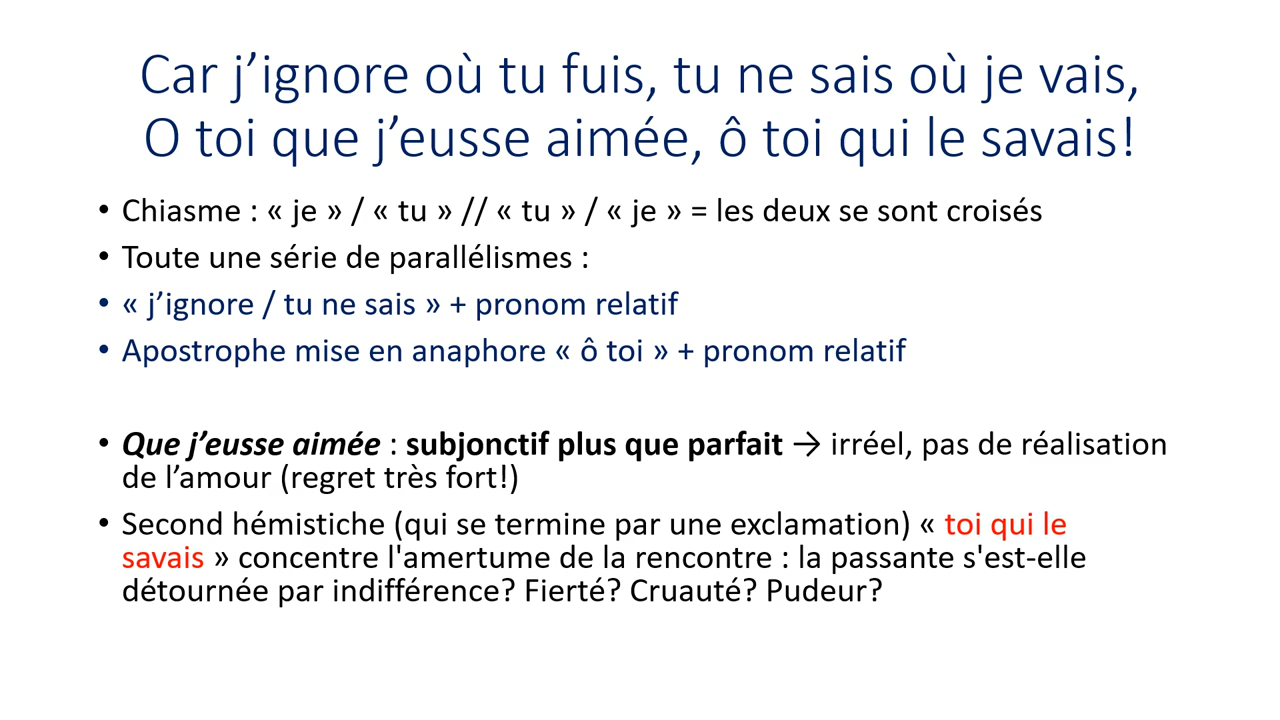 Car j’ignore où tu fuis, tu ne sais où je vais,
O toi que j’eusse aimée, ô toi qui le savais!
• Chiasme : « je » / « tu » // « tu » / « je » = les deux se sont croisés
• Toute une série de parallélismes :
• « j’ignore / tu ne sais » + pronom relatif
• Apostrophe mise en anaphore « ô toi » + pronom relatif
• Que j’eusse aimée : subjonctif plus que parfait → irréel, pas de réalisation
de l’amour (regret très fort!)
• Second hémistiche (qui se termine par une exclamation) « toi qui le
savais » concentre l'amertume de la rencontre : la passante s'est-elle
détournée par indifférence? Fierté? Cruauté? Pudeur?